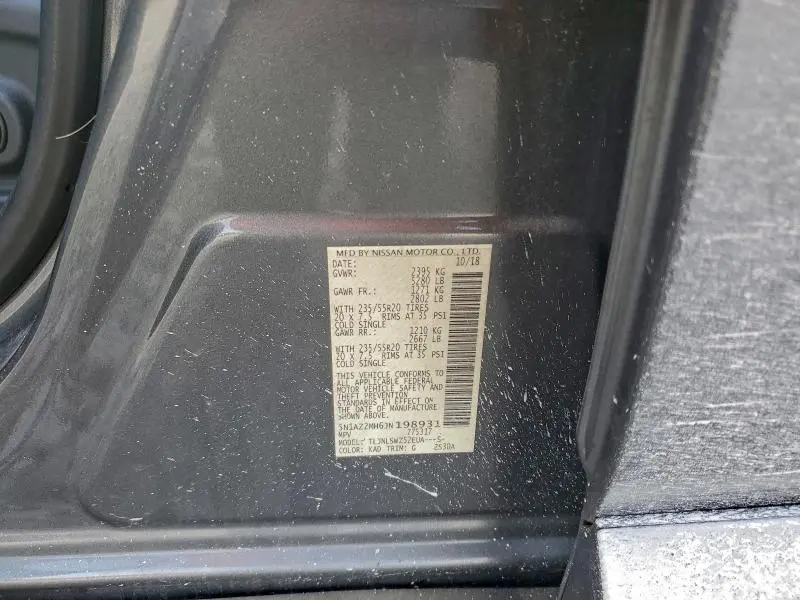 MFD BY NISSAN MOTOR CO., LTD.
DATE: 10/18
GVWR: 2395 KG
5280 LB
GAWR FR.: 1271 KG
2802 LB
WITH 235/55R20 TIRES
20 X 7.5 RIMS AT 35 PSI
COLD SINGLE
GAWR RR.: 1210 KG
2667 LB
WITH 235/55R20 TIRES
20 X 7.5 RIMS AT 35 PSI
COLD SINGLE
THIS VEHICLE CONFORMS TO
ALL APPLICABLE FEDERAL
MOTOR VEHICLE SAFETY AND
THEFT PREVENTION
STANDARDS IN EFFECT ON
THE DATE OF MANUFACTURE
SHOWN ABOVE.
5N1AZ2MH6JN198931
MPV 275317
MODEL: TLJNLSWZ52EUA---S-
COLOR: KAD TRIM: G 2530A